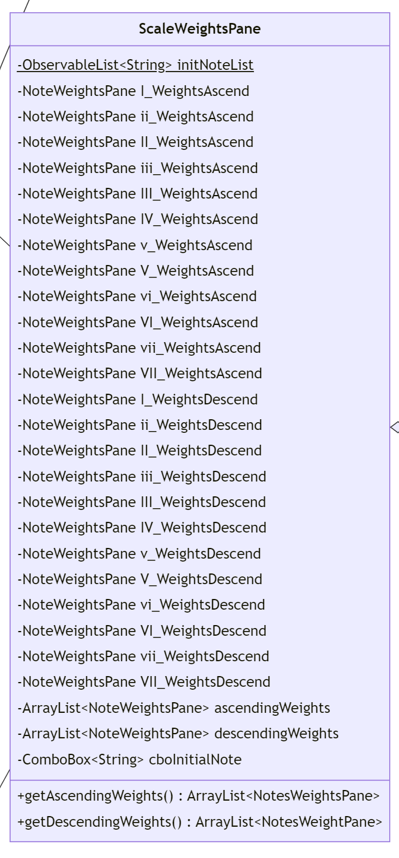 ScaleWeightsPane
-ObservableList<String> initNoteList
-NoteWeightsPane I_WeightsAscend
-NoteWeightsPane ii_WeightsAscend
-NoteWeightsPane II_WeightsAscend
-NoteWeightsPane iii_WeightsAscend
-NoteWeightsPane III_WeightsAscend
-NoteWeightsPane IV_WeightsAscend
-NoteWeightsPane v_WeightsAscend
-NoteWeightsPane V_WeightsAscend
-NoteWeightsPane vi_WeightsAscend
-NoteWeightsPane VI_WeightsAscend
-NoteWeightsPane vii_WeightsAscend
-NoteWeightsPane VII_WeightsAscend
-NoteWeightsPane I_WeightsDescend
-NoteWeightsPane ii_WeightsDescend
-NoteWeightsPane II_WeightsDescend
-NoteWeightsPane iii_WeightsDescend
-NoteWeightsPane III_WeightsDescend
-NoteWeightsPane IV_WeightsDescend
-NoteWeightsPane v_WeightsDescend
-NoteWeightsPane V_WeightsDescend
-NoteWeightsPane vi_WeightsDescend
-NoteWeightsPane VI_WeightsDescend
-NoteWeightsPane vii_WeightsDescend
-NoteWeightsPane VII_WeightsDescend
-ArrayList<NoteWeightsPane> ascendingWeights
-ArrayList<NoteWeightsPane> descendingWeights
-ComboBox<String> cboInitialNote
+getAscendingWeights() : ArrayList<NotesWeightsPane>
+getDescendingWeights() : ArrayList<NotesWeightPane>